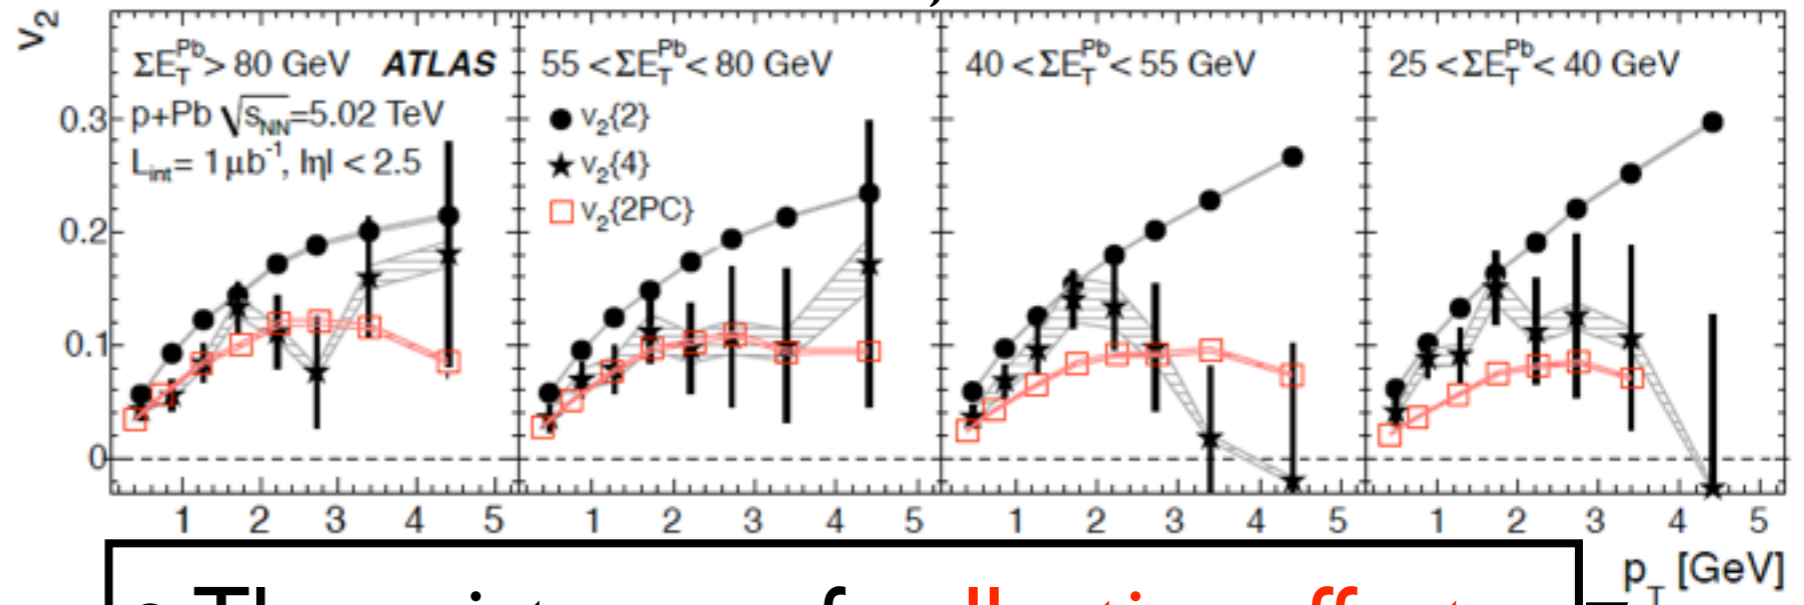 v₂
ΣE_T^Pb > 80 GeV ATLAS
p+Pb √s_NN=5.02 TeV
L_int= 1 μb⁻¹, |η| < 2.5
55 <ΣE_T^Pb< 80 GeV
v₂{2}
v₂{4}
v₂{2PC}
40 <ΣE_T^Pb< 55 GeV
25 <ΣE_T^Pb< 40 GeV
0.3
0.2
0.1
0
1 2 3 4 5 1 2 3 4 5 1 2 3 4 5 1 2 3 4 5
p_T [GeV]